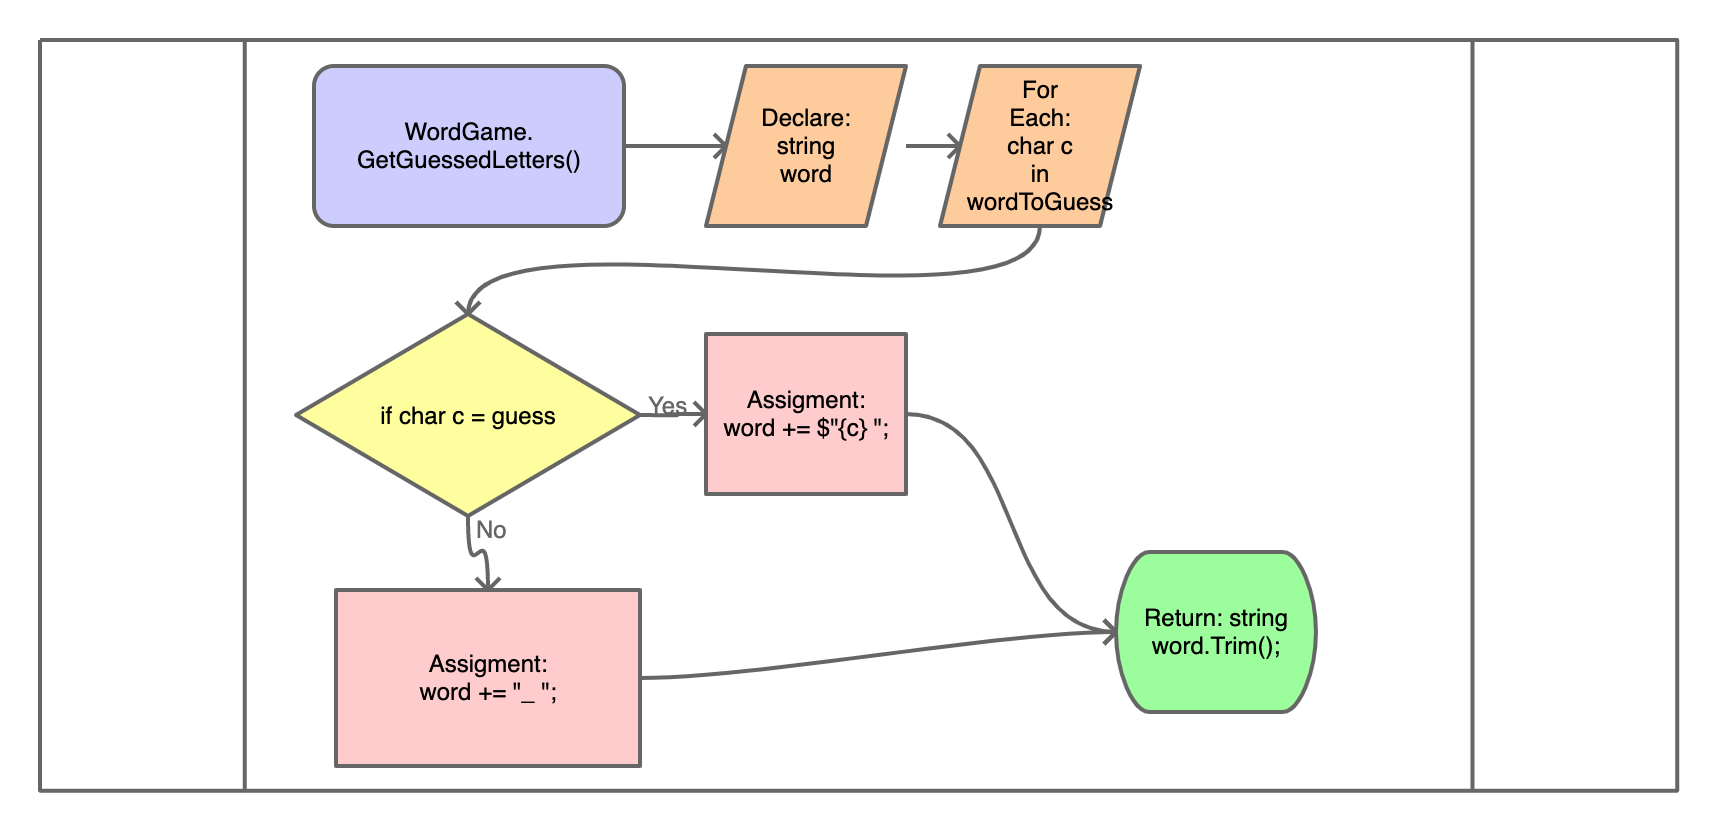 WordGame.
GetGuessedLetters()
Declare:
string
word
For
Each:
char c
in
wordToGuess
if char c = guess
Yes
Assigment:
word += $"{c} ";
No
Assigment:
word += "_ ";
Return: string
word.Trim();